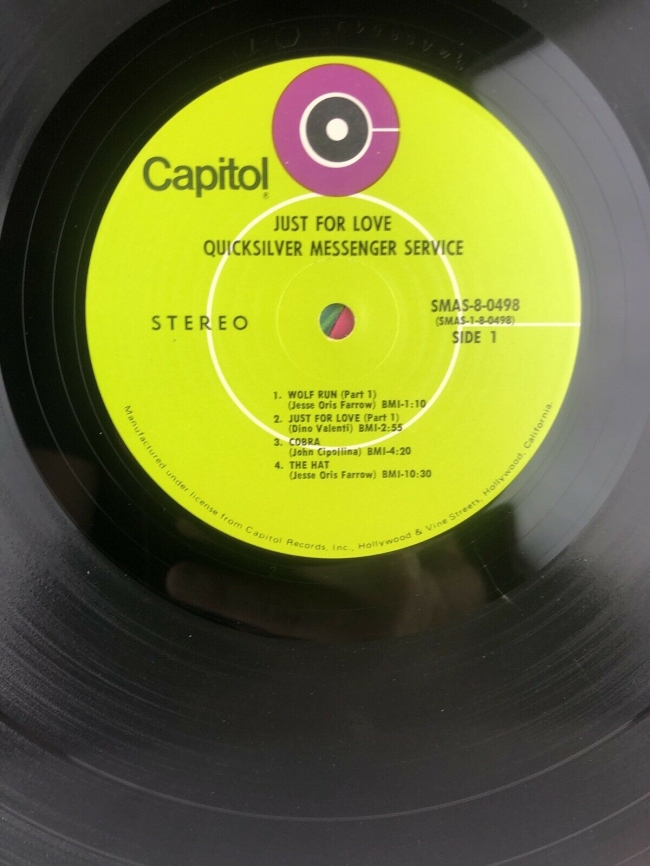 Capitol
®
JUST FOR LOVE
QUICKSILVER MESSENGER SERVICE
STEREO
SMAS-8-0498
(SMAS-1-8-0498)
SIDE 1
1. WOLF RUN (Part 1)
(Jesse Oris Farrow) BMI-1:10
2. JUST FOR LOVE (Part 1)
(Dino Valenti) BMI-2:55
3. COBRA
(John Cipollina) BMI-4:20
4. THE HAT
(Jesse Oris Farrow) BMI-10:30
Manufactured under license from Capitol Records, Inc., Hollywood & Vine Streets, Hollywood, California.